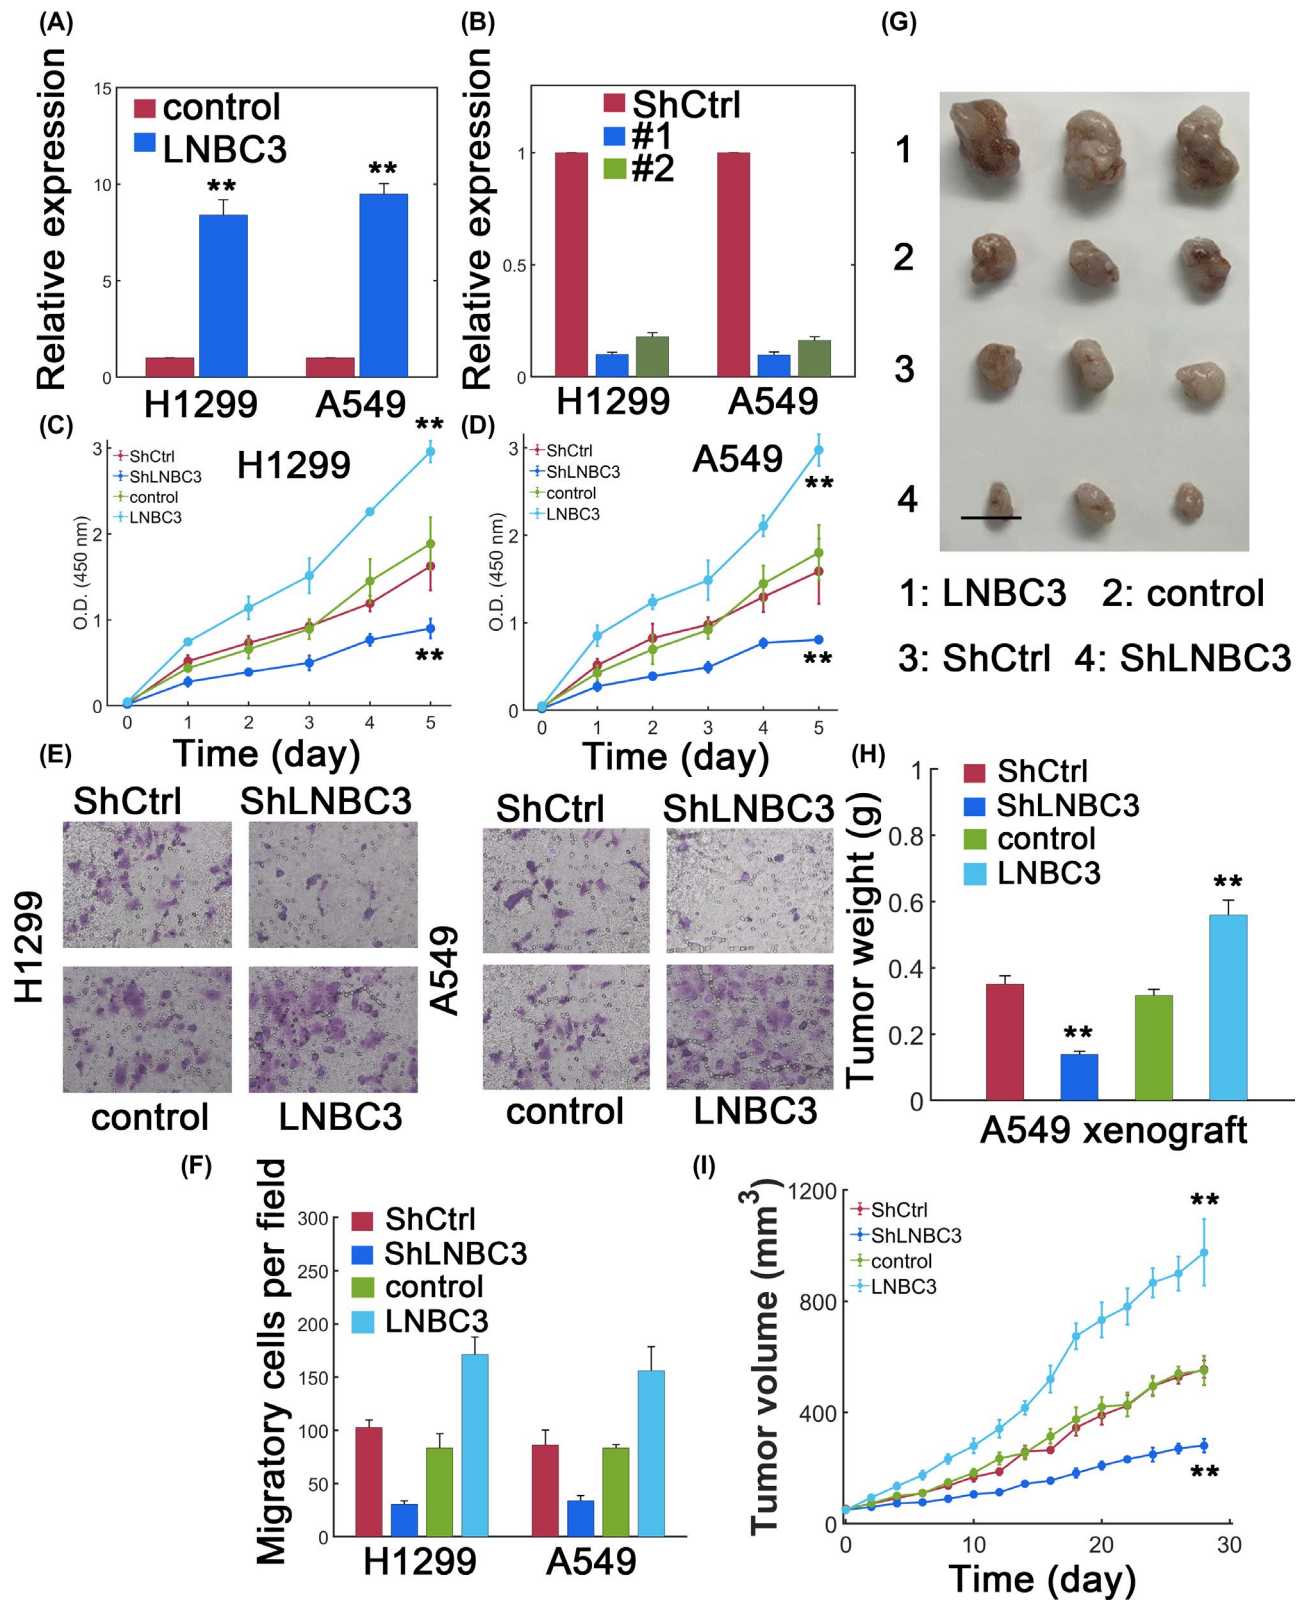 (A)
Relative expression
15
10
5
0
control
LNBC3
**
**
H1299 A549
(B)
Relative expression
1
0.5
0
ShCtrl
#1
#2
H1299 A549
(C)
O.D. (450 nm)
3
2
1
0
ShCtrl
ShLNBC3
control
LNBC3
H1299
**
**
0 1 2 3 4 5
Time (day)
(D)
O.D. (450 nm)
3
2
1
0
ShCtrl
ShLNBC3
control
LNBC3
A549
**
**
0 1 2 3 4 5
Time (day)
(E)
ShCtrl ShLNBC3
H1299
control LNBC3
ShCtrl ShLNBC3
A549
control LNBC3
(F)
Migratory cells per field
300
250
200
150
100
50
0
ShCtrl
ShLNBC3
control
LNBC3
H1299 A549
(G)
1
2
3
4
1: LNBC3 2: control
3: ShCtrl 4: ShLNBC3
(H)
Tumor weight (g)
1
0.8
0.6
0.4
0.2
0
ShCtrl
ShLNBC3
control
LNBC3
**
**
A549 xenograft
(I)
Tumor volume (mm3)
1200
800
400
0
ShCtrl
ShLNBC3
control
LNBC3
**
**
0 10 20 30
Time (day)